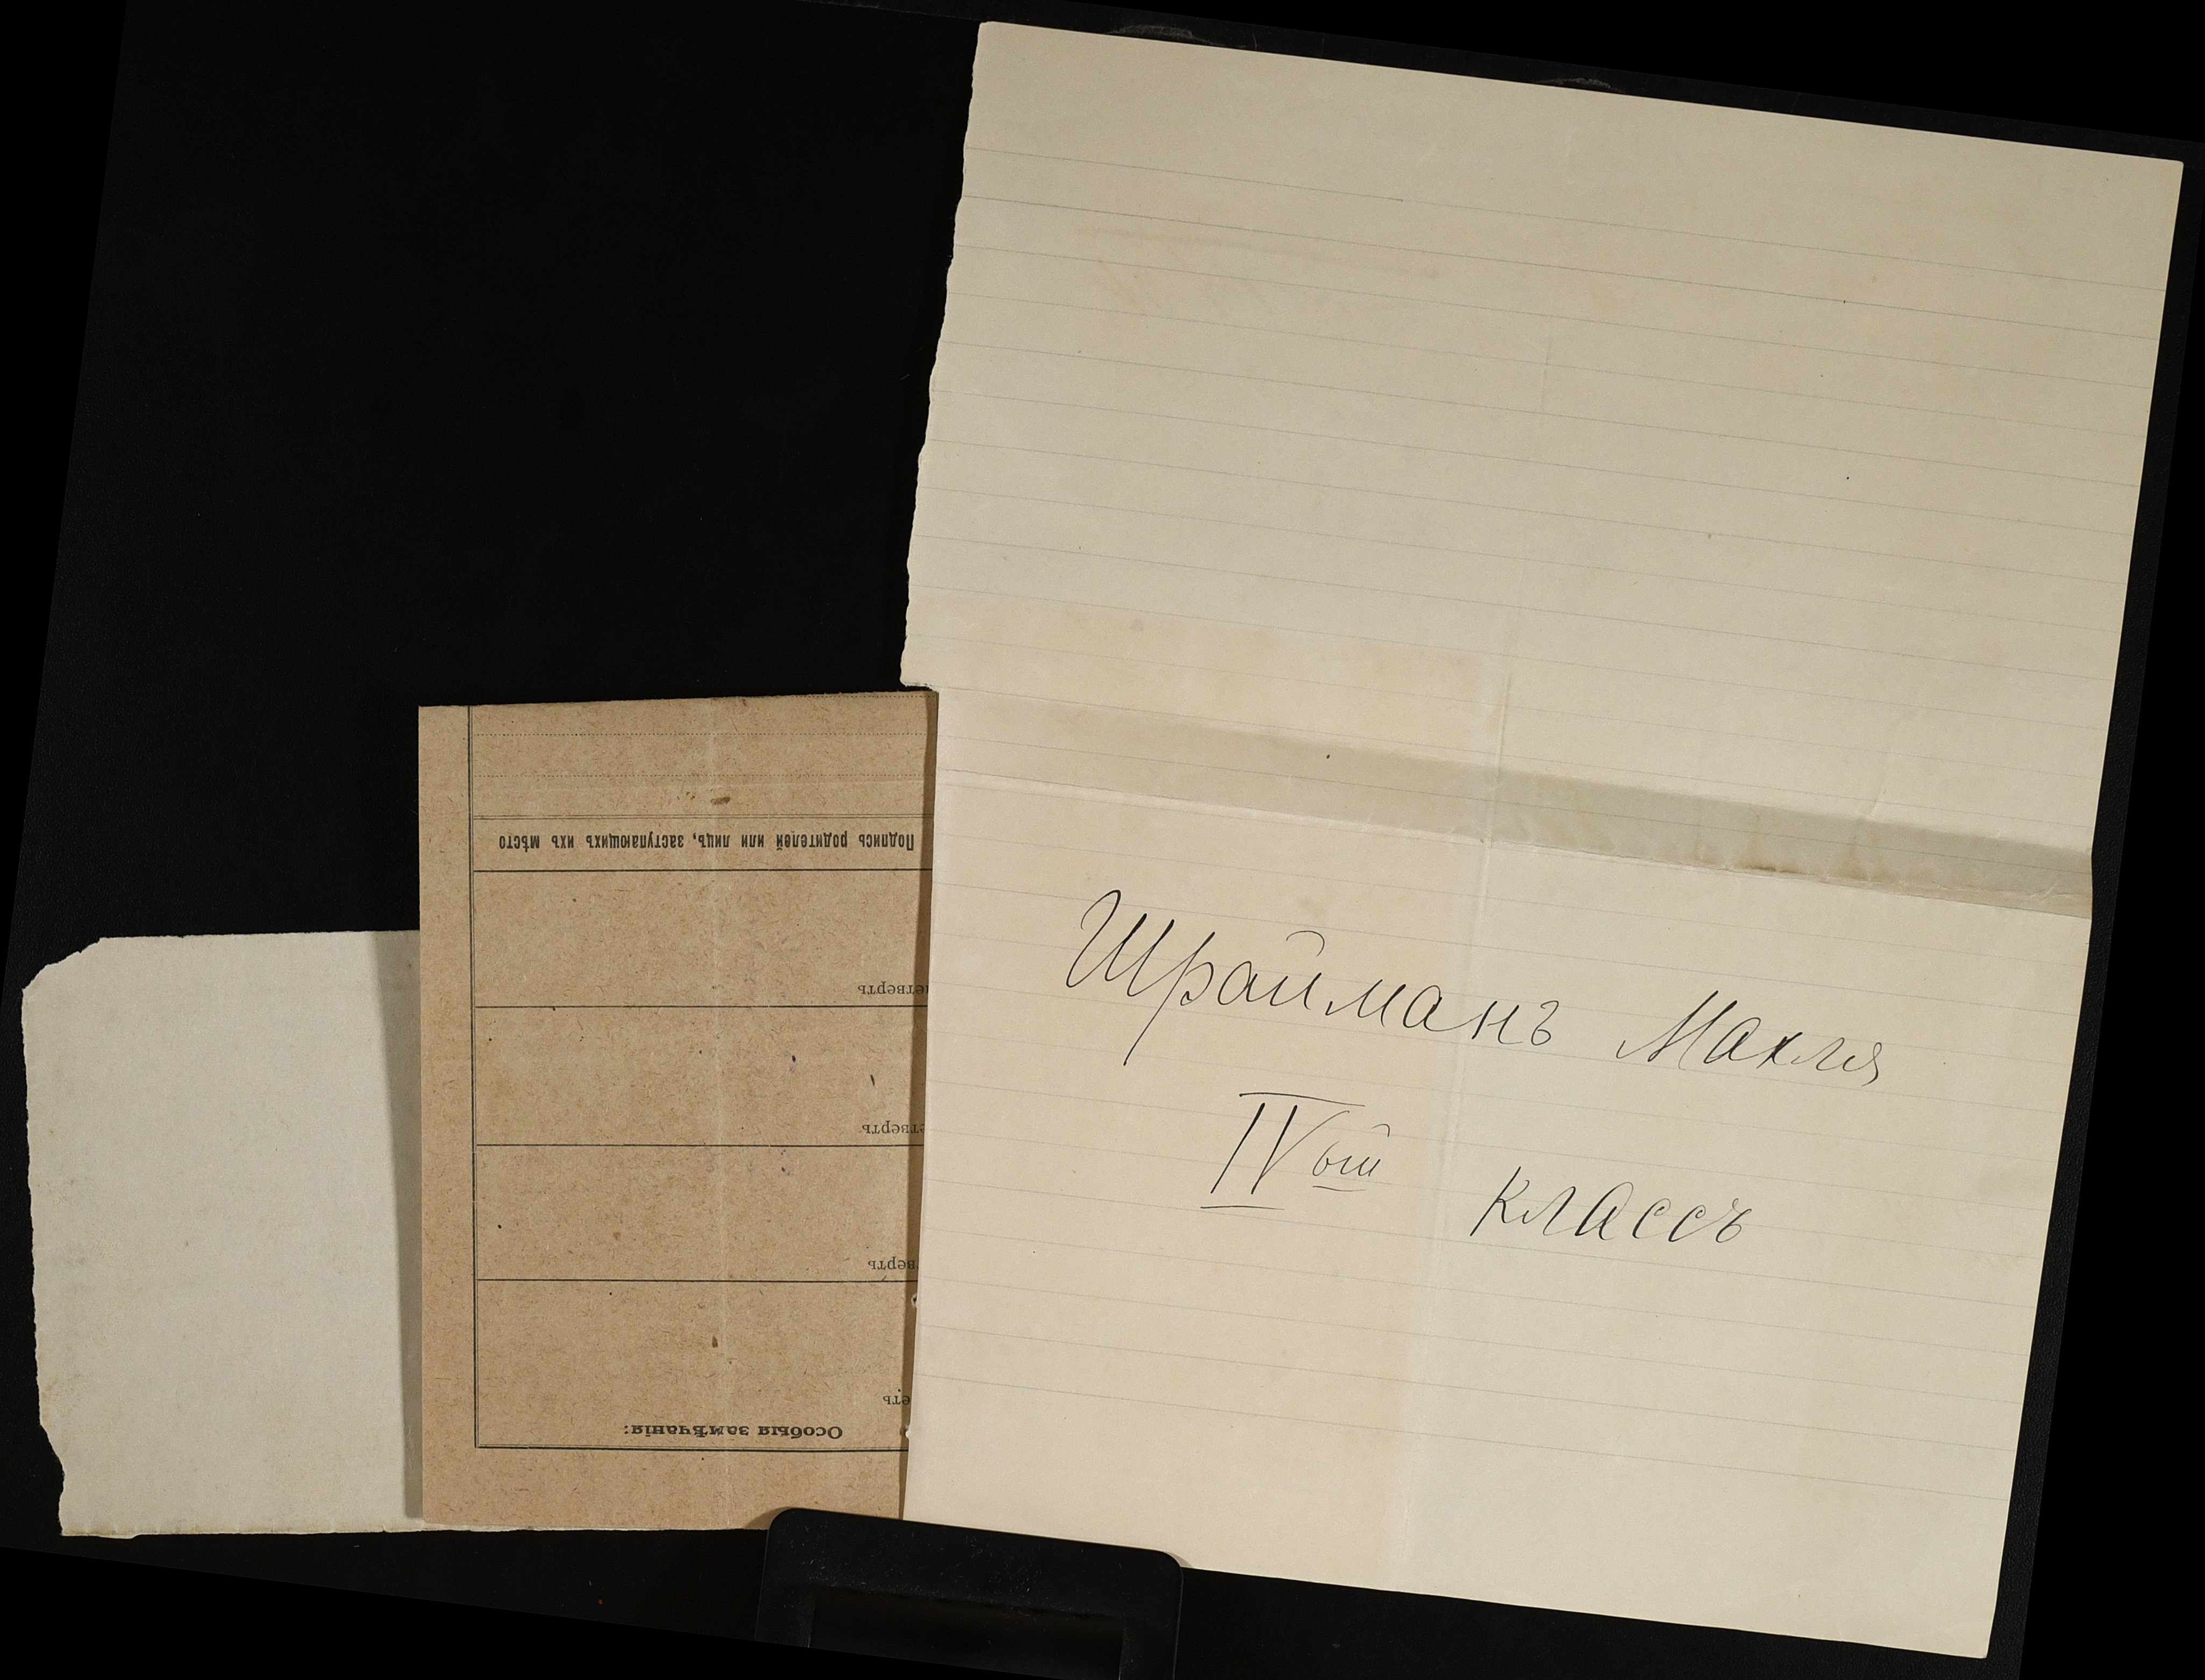 Шрайманъ Махля
IVый классъ
Подпись родителей или лицъ, заступающихъ ихъ мѣсто
Особыя замѣчанія: